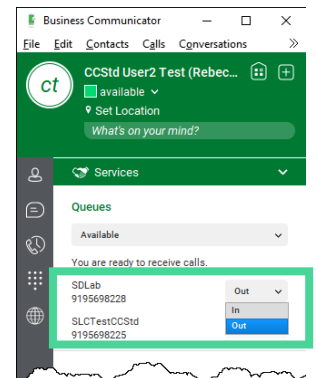 Business Communicator
File Edit Contacts Calls Conversations »
ct
CCStd User2 Test (Rebec...
available
Set Location
What's on your mind?
Services
Queues
Available
You are ready to receive calls.
SDLab
9195698228
Out
In
Out
SLCTestCCStd
9195698225